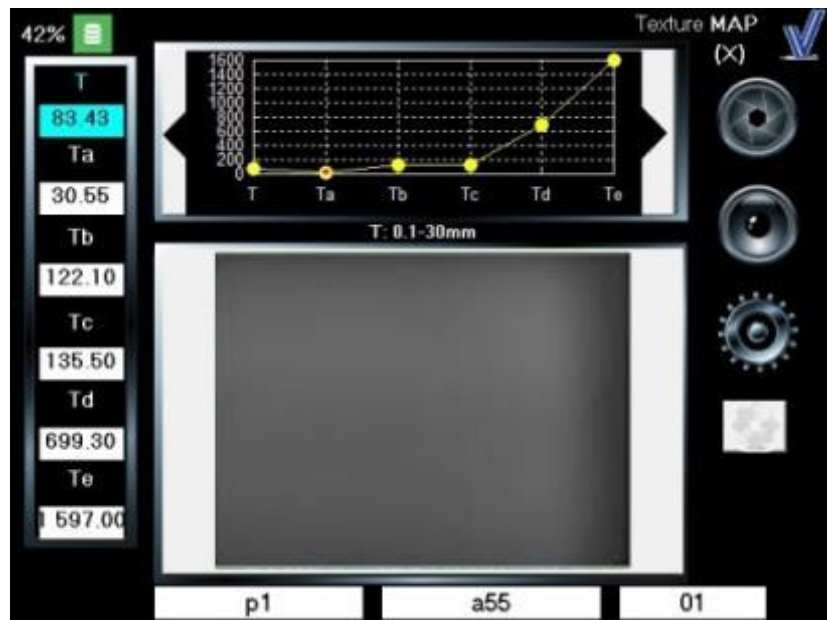 42%
Texture MAP
(X)
T
83.43
Ta
30.55
Tb
122.10
Tc
135.50
Td
699.30
Te
1 597.00
1600
1400
1200
1000
800
600
400
200
0
T Ta Tb Tc Td Te
T: 0.1-30mm
p1 a55 01